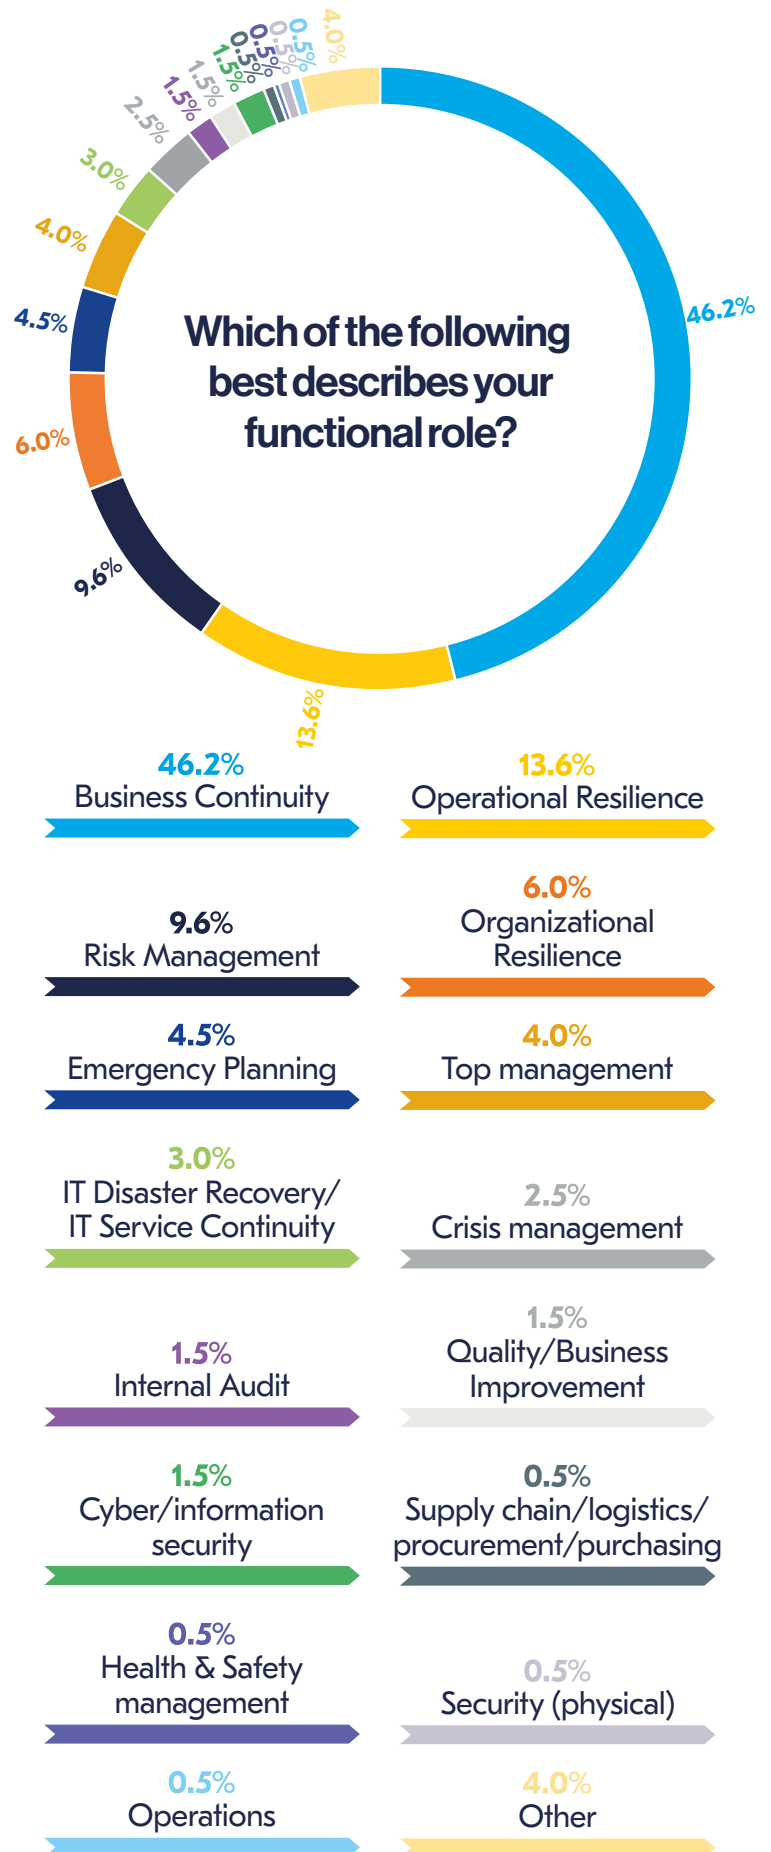 4.0%
0.5%
0.5%
0.5%
0.5%
1.5%
1.5%
1.5%
2.5%
3.0%
4.0%
4.5%
6.0%
9.6%
13.6%
46.2%
Which of the following
best describes your
functional role?
46.2%
Business Continuity
13.6%
Operational Resilience
9.6%
Risk Management
6.0%
Organizational
Resilience
4.5%
Emergency Planning
4.0%
Top management
3.0%
IT Disaster Recovery/
IT Service Continuity
2.5%
Crisis management
1.5%
Internal Audit
1.5%
Quality/Business
Improvement
1.5%
Cyber/information
security
0.5%
Supply chain/logistics/
procurement/purchasing
0.5%
Health & Safety
management
0.5%
Security (physical)
0.5%
Operations
4.0%
Other